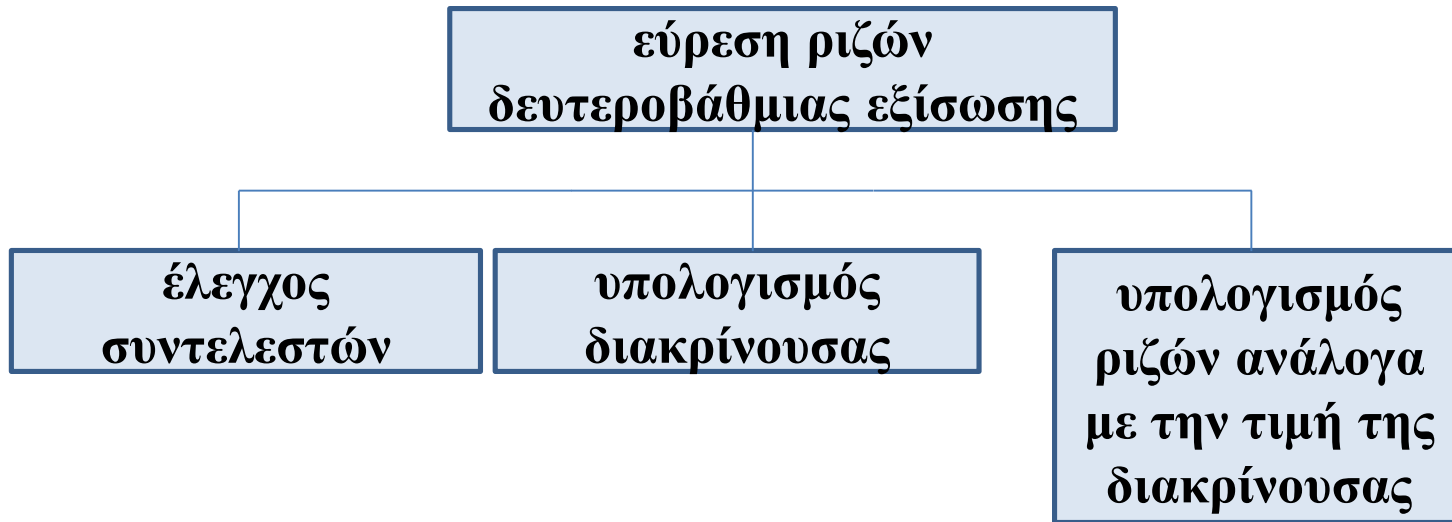 εύρεση ριζών
δευτεροβάθμιας εξίσωσης
έλεγχος
συντελεστών
υπολογισμός
διακρίνουσας
υπολογισμός
ριζών ανάλογα
με την τιμή της
διακρίνουσας